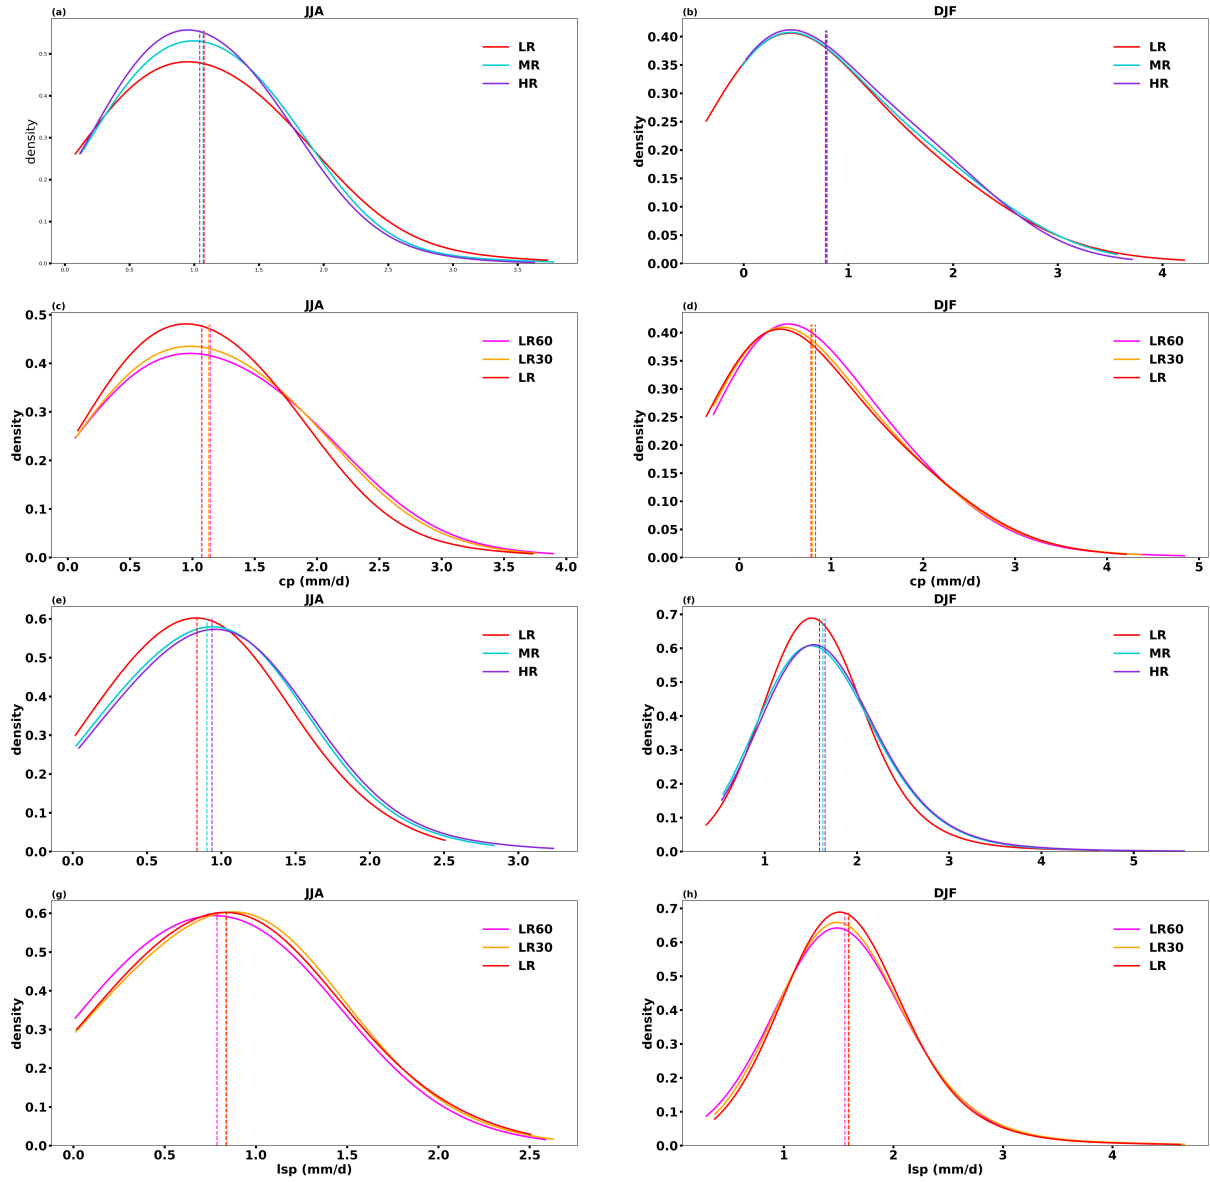 (a) JJA
LR
MR
HR
density
0.5
0.4
0.3
0.2
0.1
0.0
0.0 0.5 1.0 1.5 2.0 2.5 3.0 3.5
(b) DJF
LR
MR
HR
density
0.40
0.35
0.30
0.25
0.20
0.15
0.10
0.05
0.00
0 1 2 3 4
(c) JJA
LR60
LR30
LR
density
0.5
0.4
0.3
0.2
0.1
0.0
0.0 0.5 1.0 1.5 2.0 2.5 3.0 3.5 4.0
cp (mm/d)
(d) DJF
LR60
LR30
LR
density
0.40
0.35
0.30
0.25
0.20
0.15
0.10
0.05
0.00
0 1 2 3 4 5
cp (mm/d)
(e) JJA
LR
MR
HR
density
0.6
0.5
0.4
0.3
0.2
0.1
0.0
0.0 0.5 1.0 1.5 2.0 2.5 3.0
(f) DJF
LR
MR
HR
density
0.7
0.6
0.5
0.4
0.3
0.2
0.1
0.0
1 2 3 4 5
(g) JJA
LR60
LR30
LR
density
0.6
0.5
0.4
0.3
0.2
0.1
0.0
0.0 0.5 1.0 1.5 2.0 2.5
lsp (mm/d)
(h) DJF
LR60
LR30
LR
density
0.7
0.6
0.5
0.4
0.3
0.2
0.1
0.0
1 2 3 4
lsp (mm/d)